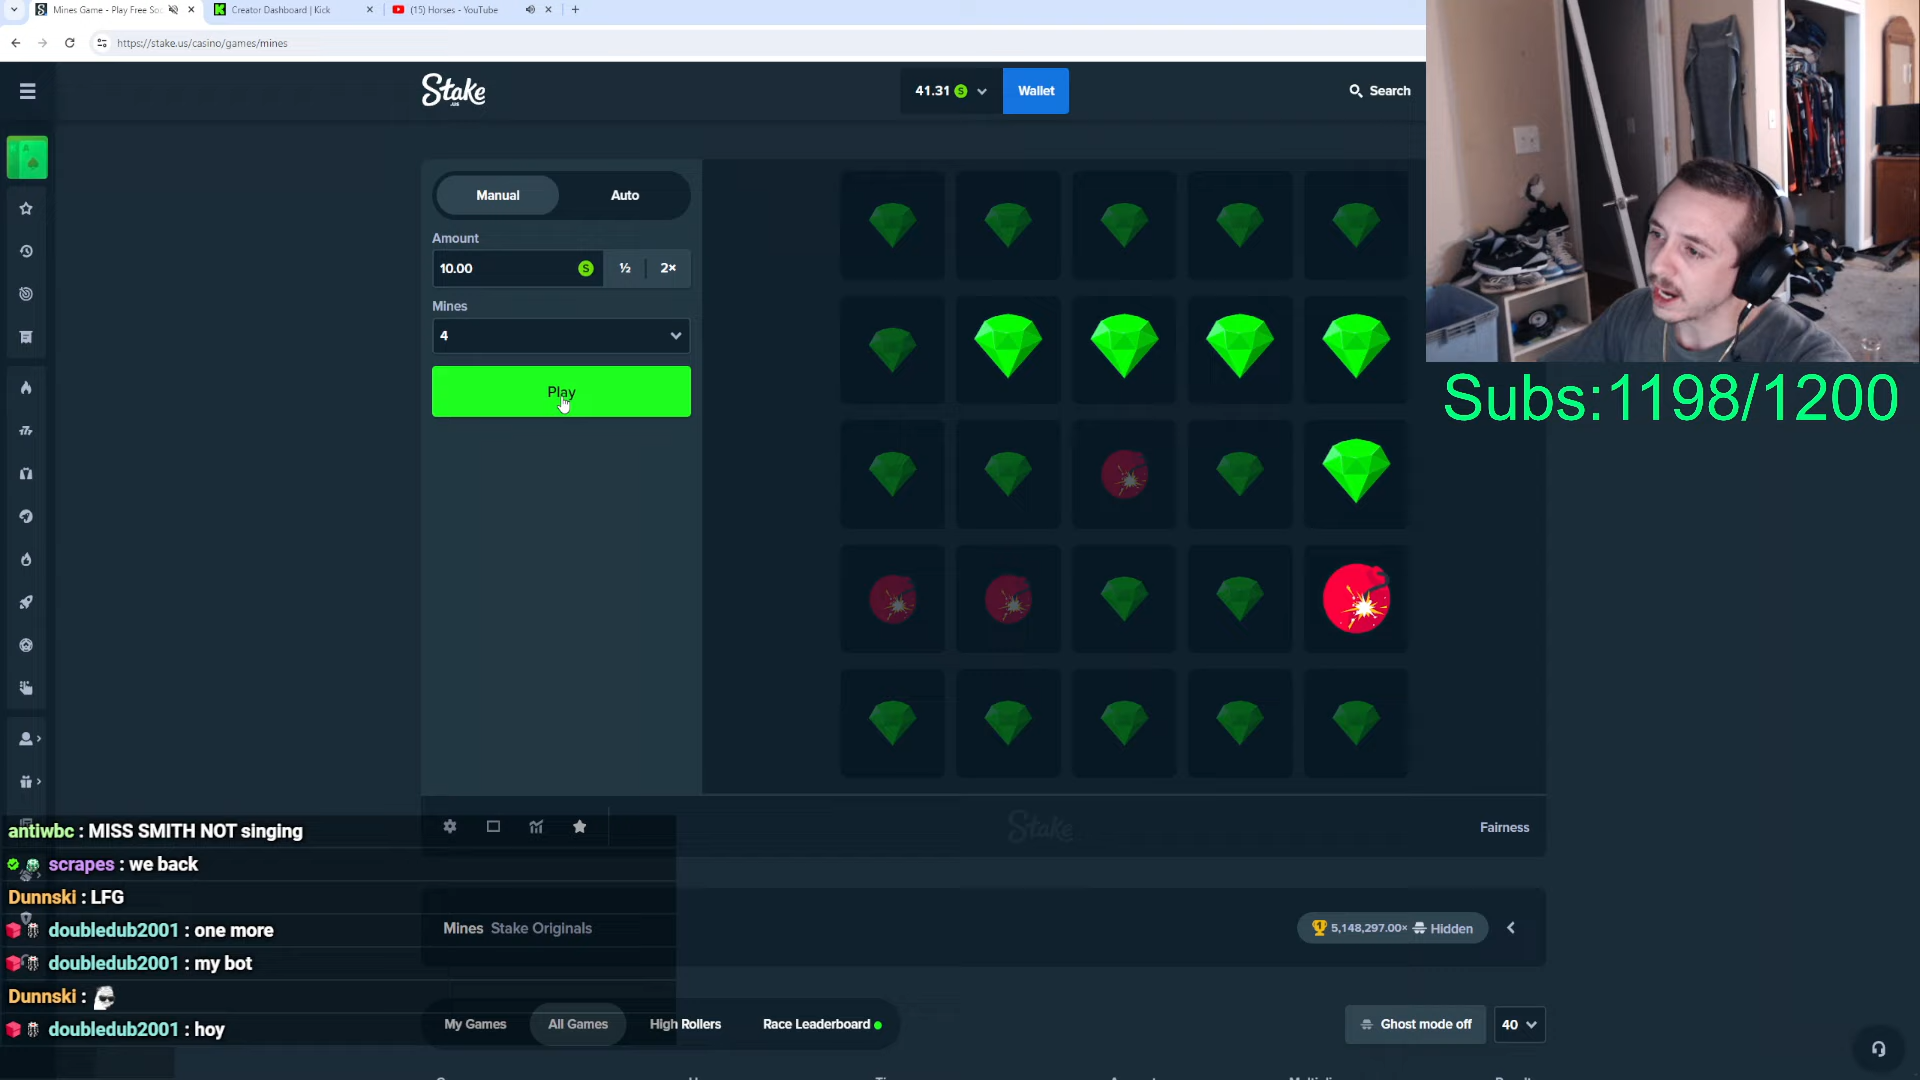 Mines Game - Play Free Soc
Creator Dashboard | Kick
(15) Horses - YouTube
https://stake.us/casino/games/mines
Stake
.us
41.31
Wallet
Search
Manual
Auto
Amount
10.00
½
2×
Mines
4
Play
Subs:1198/1200
Stake
Fairness
antiwbc : MISS SMITH NOT singing
scrapes : we back
Dunnski : LFG
doubledub2001 : one more
doubledub2001 : my bot
Dunnski :
doubledub2001 : hoy
Mines Stake Originals
5,148,297.00× Hidden
My Games
All Games
High Rollers
Race Leaderboard
Ghost mode off
40